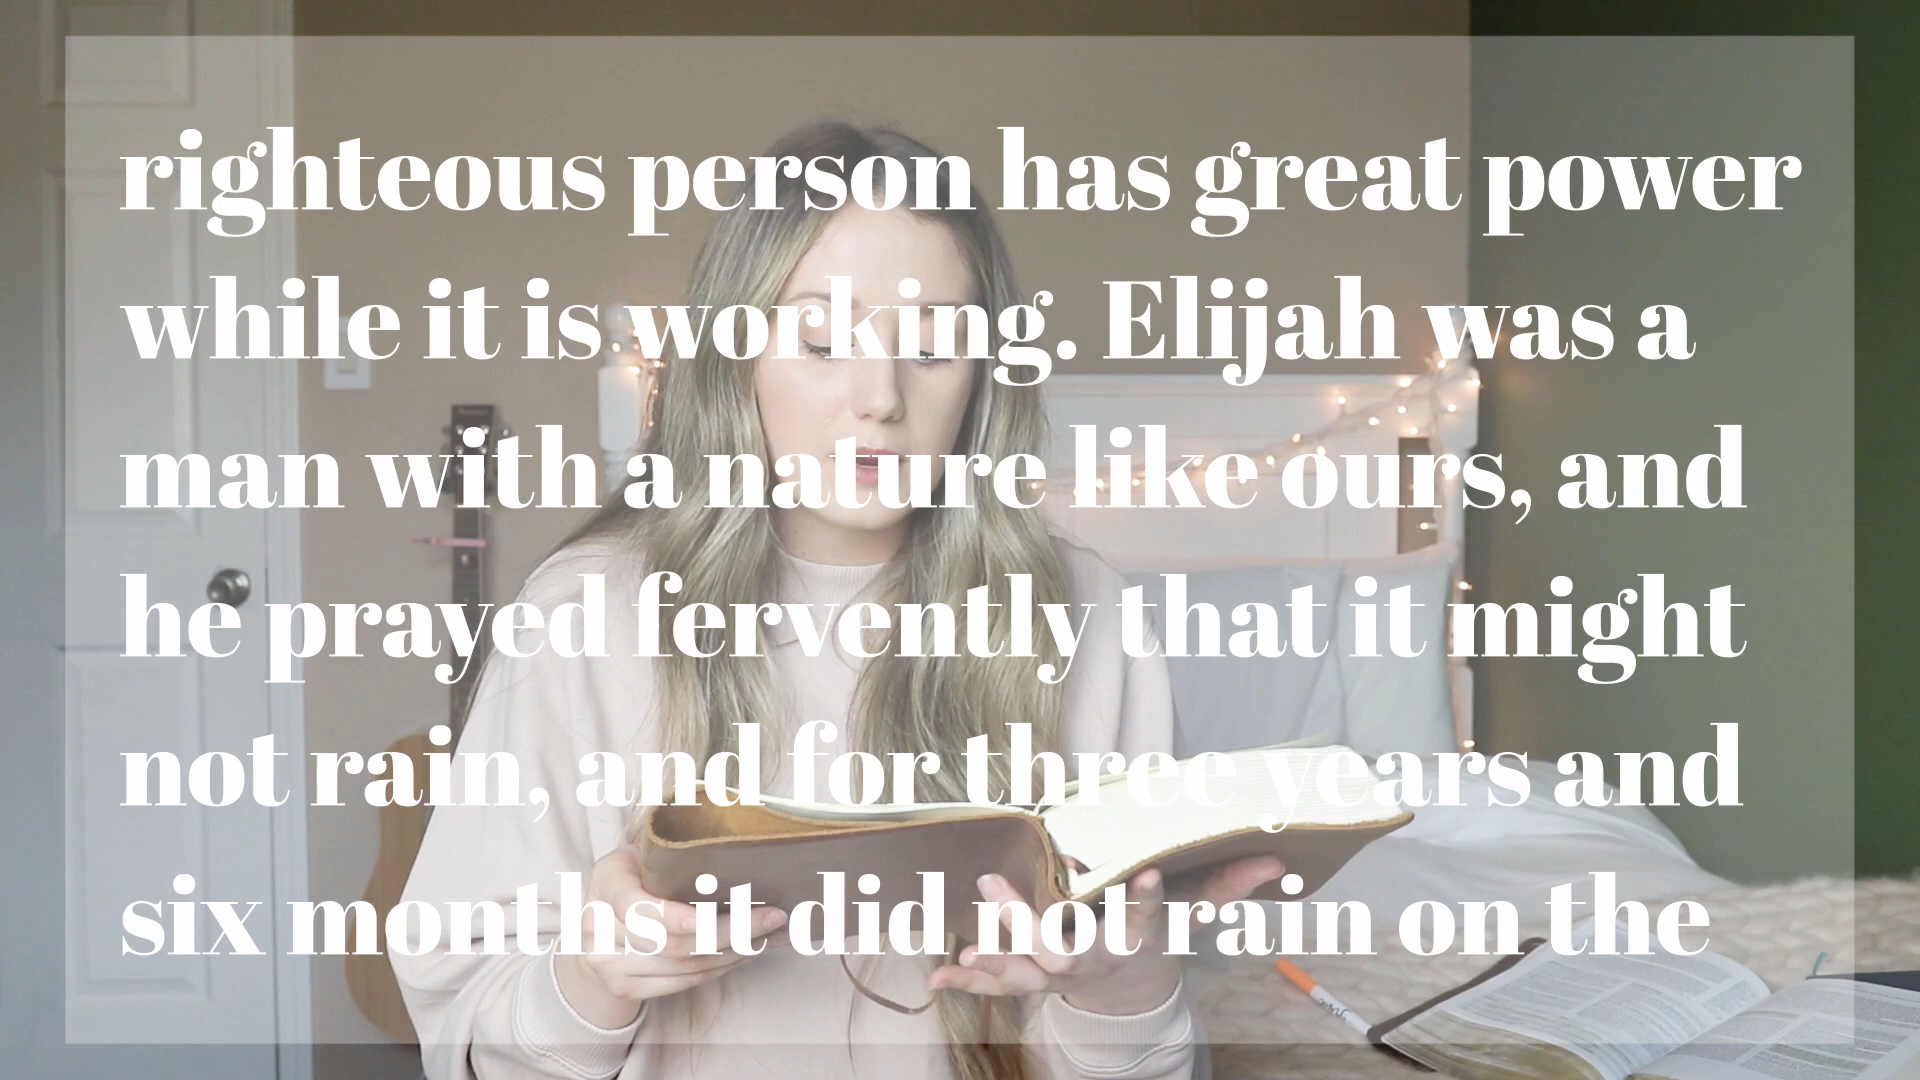 righteous person has great power
while it is working. Elijah was a
man with a nature like ours, and
he prayed fervently that it might
not rain, and for three years and
six months it did not rain on the